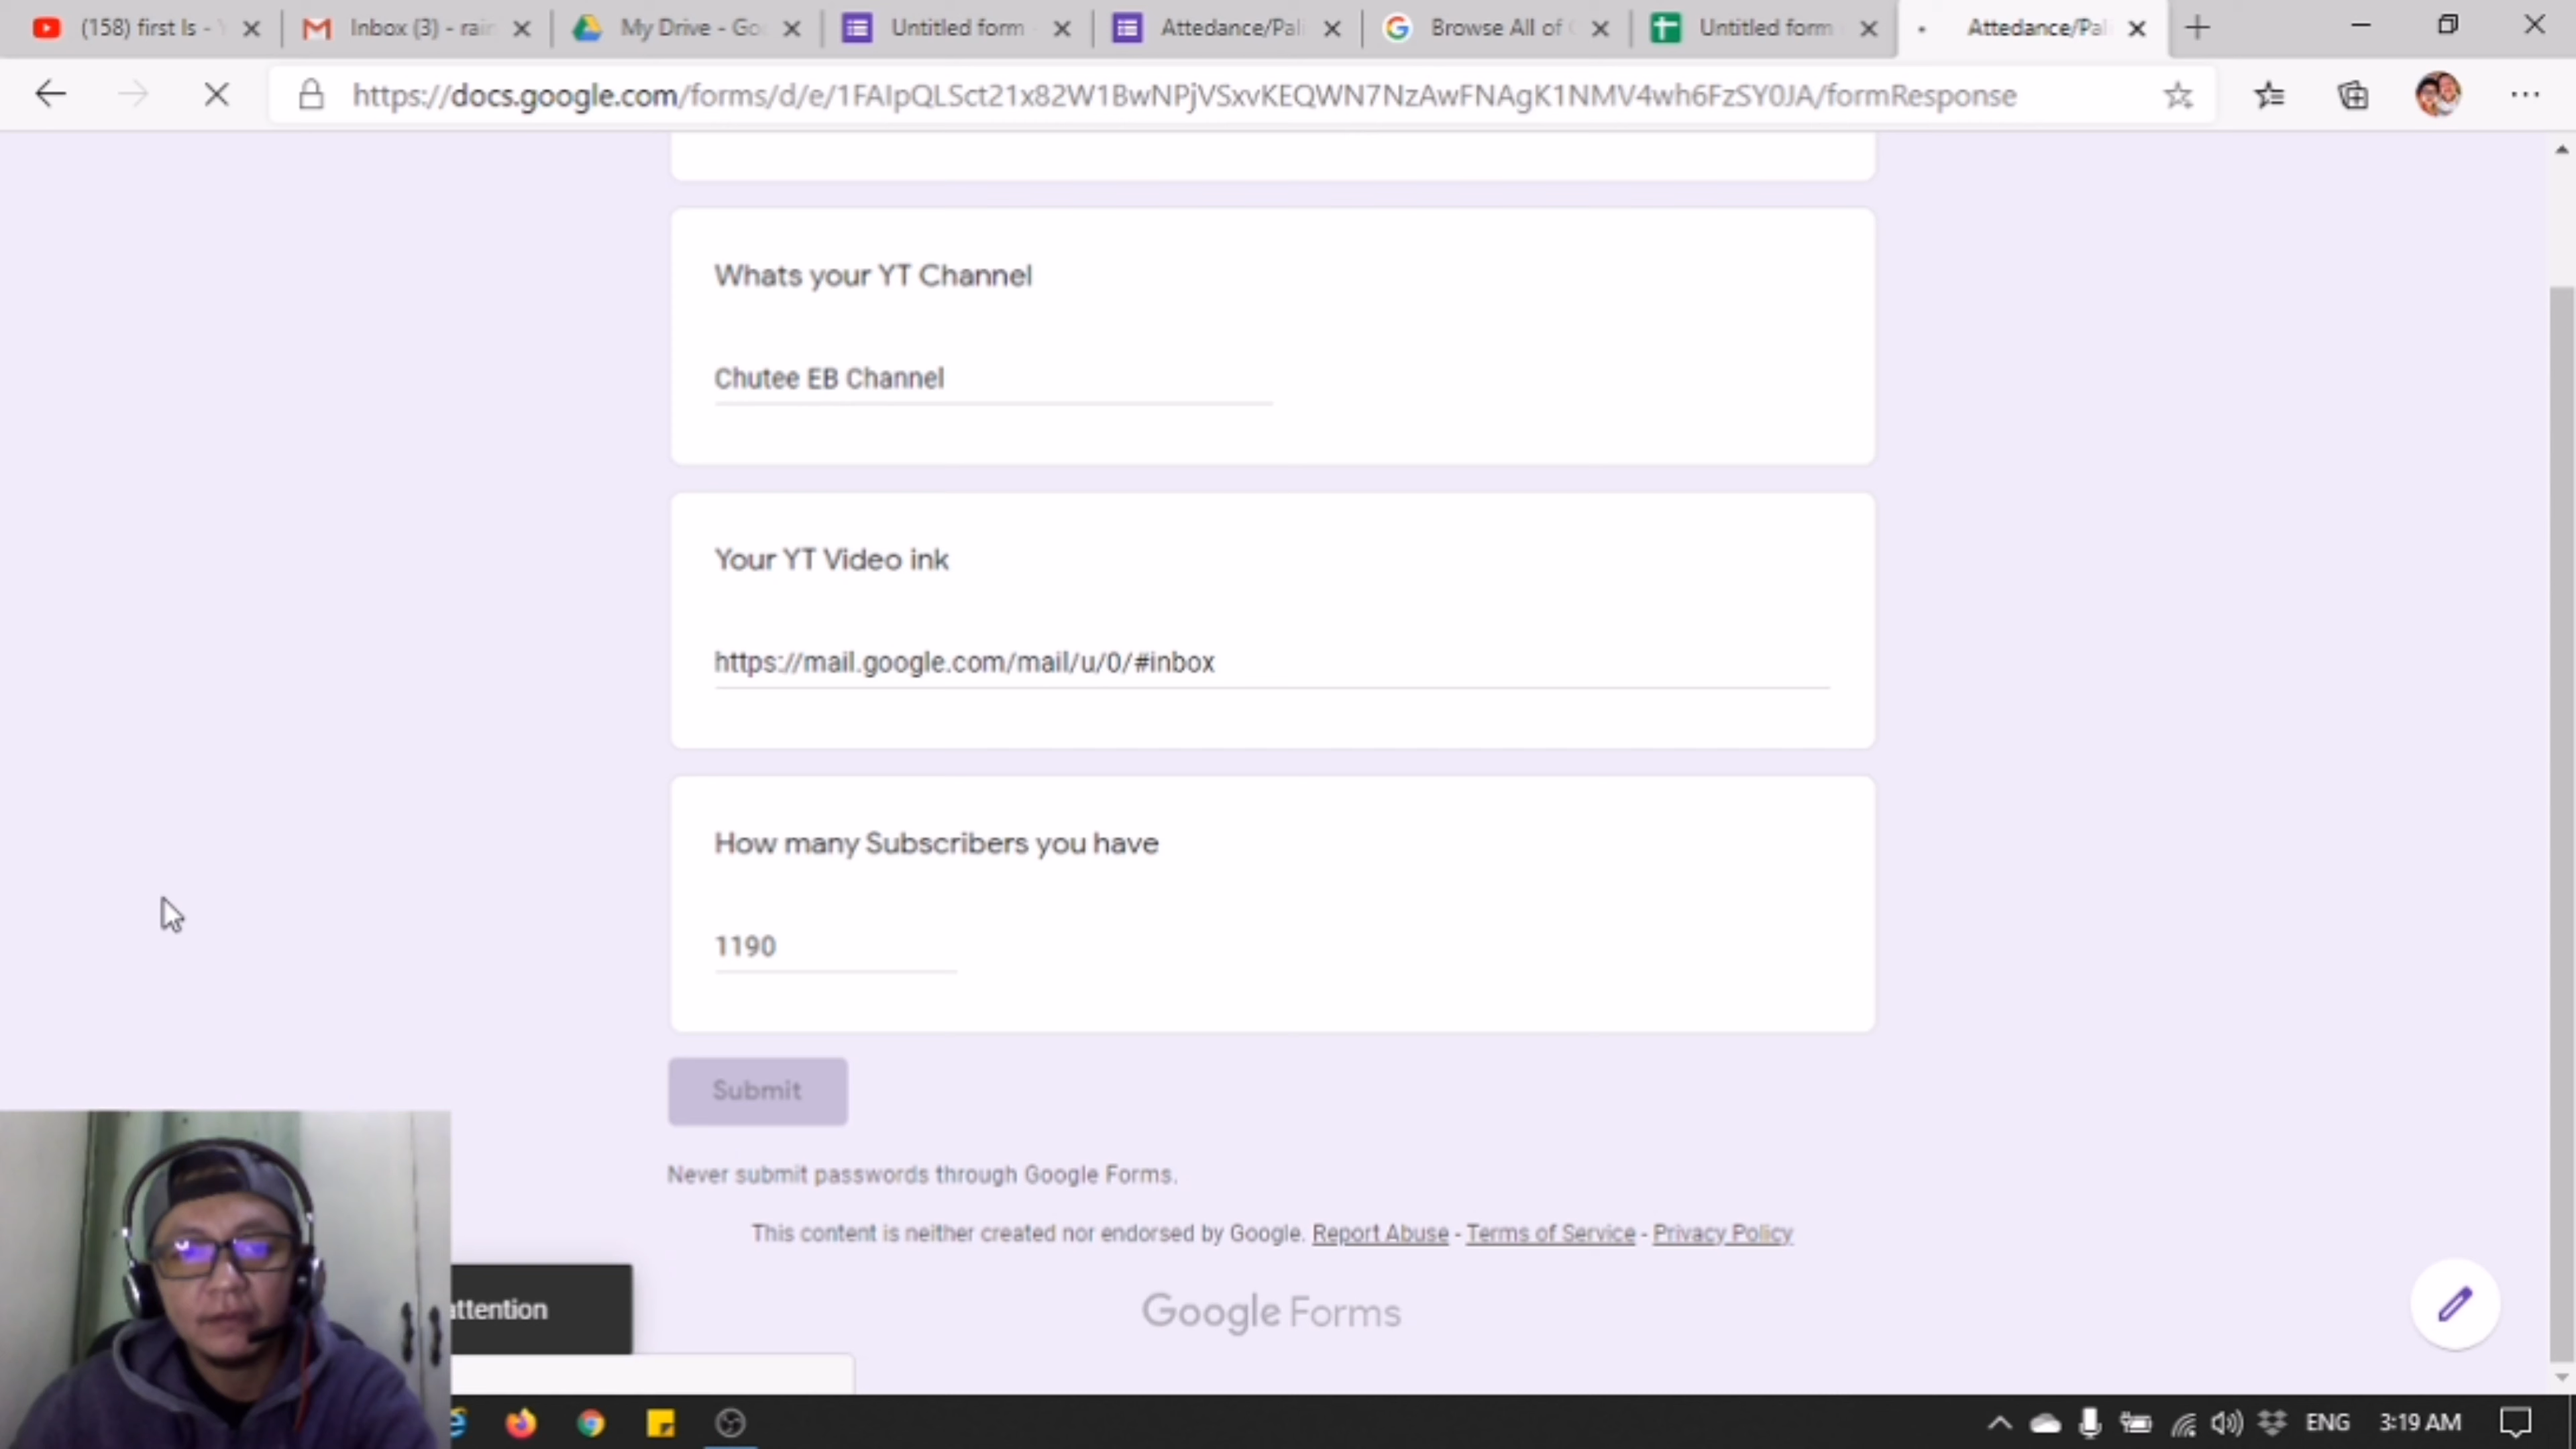 (158) first ls -
Inbox (3) - rain
My Drive - Go
Untitled form
Attedance/Pali
Browse All of
Untitled form
Attedance/Pal
https://docs.google.com/forms/d/e/1FAIpQLSct21x82W1BwNPjVSxvKEQWN7NzAwFNAgK1NMV4wh6FzSY0JA/formResponse
Whats your YT Channel
Chutee EB Channel
Your YT Video ink
https://mail.google.com/mail/u/0/#inbox
How many Subscribers you have
1190
Submit
Never submit passwords through Google Forms.
This content is neither created nor endorsed by Google. Report Abuse - Terms of Service - Privacy Policy
attention
Google Forms
ENG
3:19 AM